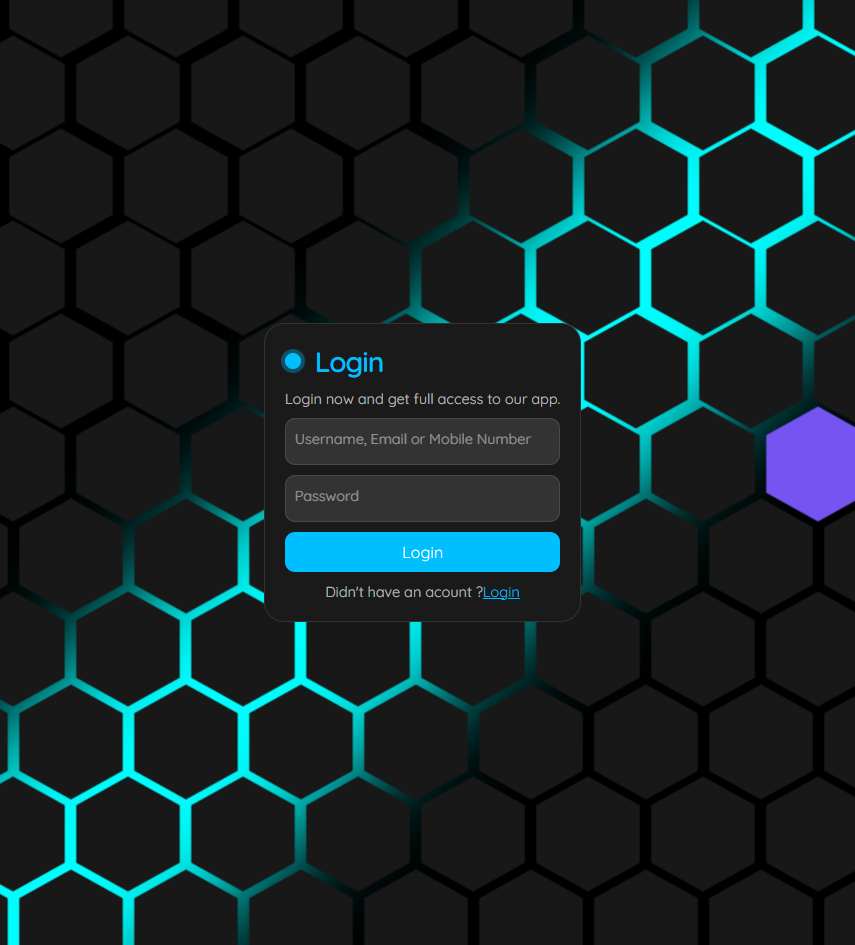 Login
Login now and get full access to our app.
Username, Email or Mobile Number
Password
Login
Didn't have an acount ?Login